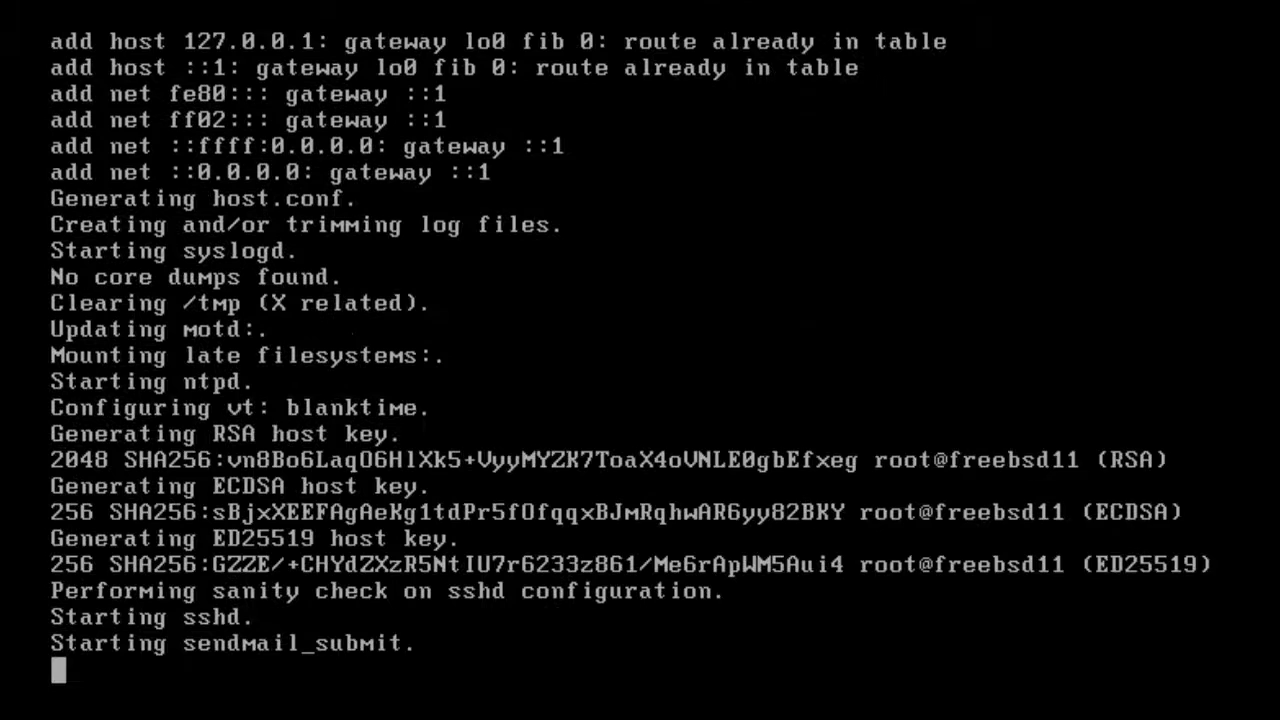 add host 127.0.0.1: gateway lo0 fib 0: route already in table
add host ::1: gateway lo0 fib 0: route already in table
add net fe80::: gateway ::1
add net ff02::: gateway ::1
add net ::ffff:0.0.0.0: gateway ::1
add net ::0.0.0.0: gateway ::1
Generating host.conf.
Creating and/or trimming log files.
Starting syslogd.
No core dumps found.
Clearing /tmp (X related).
Updating motd:.
Mounting late filesystems:.
Starting ntpd.
Configuring vt: blanktime.
Generating RSA host key.
2048 SHA256:vn8Bo6LaqO6HlXk5+VyyMYZK7ToaX4oVNLE0gbEfxeg root@freebsd11 (RSA)
Generating ECDSA host key.
256 SHA256:sBjxXEEFAgAeKg1tdPr5fOfqqxBJmRqhwAR6yy82BKY root@freebsd11 (ECDSA)
Generating ED25519 host key.
256 SHA256:GZZE/+CHYdZXzR5NtIU7r6233z861/Me6rApWM5Aui4 root@freebsd11 (ED25519)
Performing sanity check on sshd configuration.
Starting sshd.
Starting sendmail_submit.